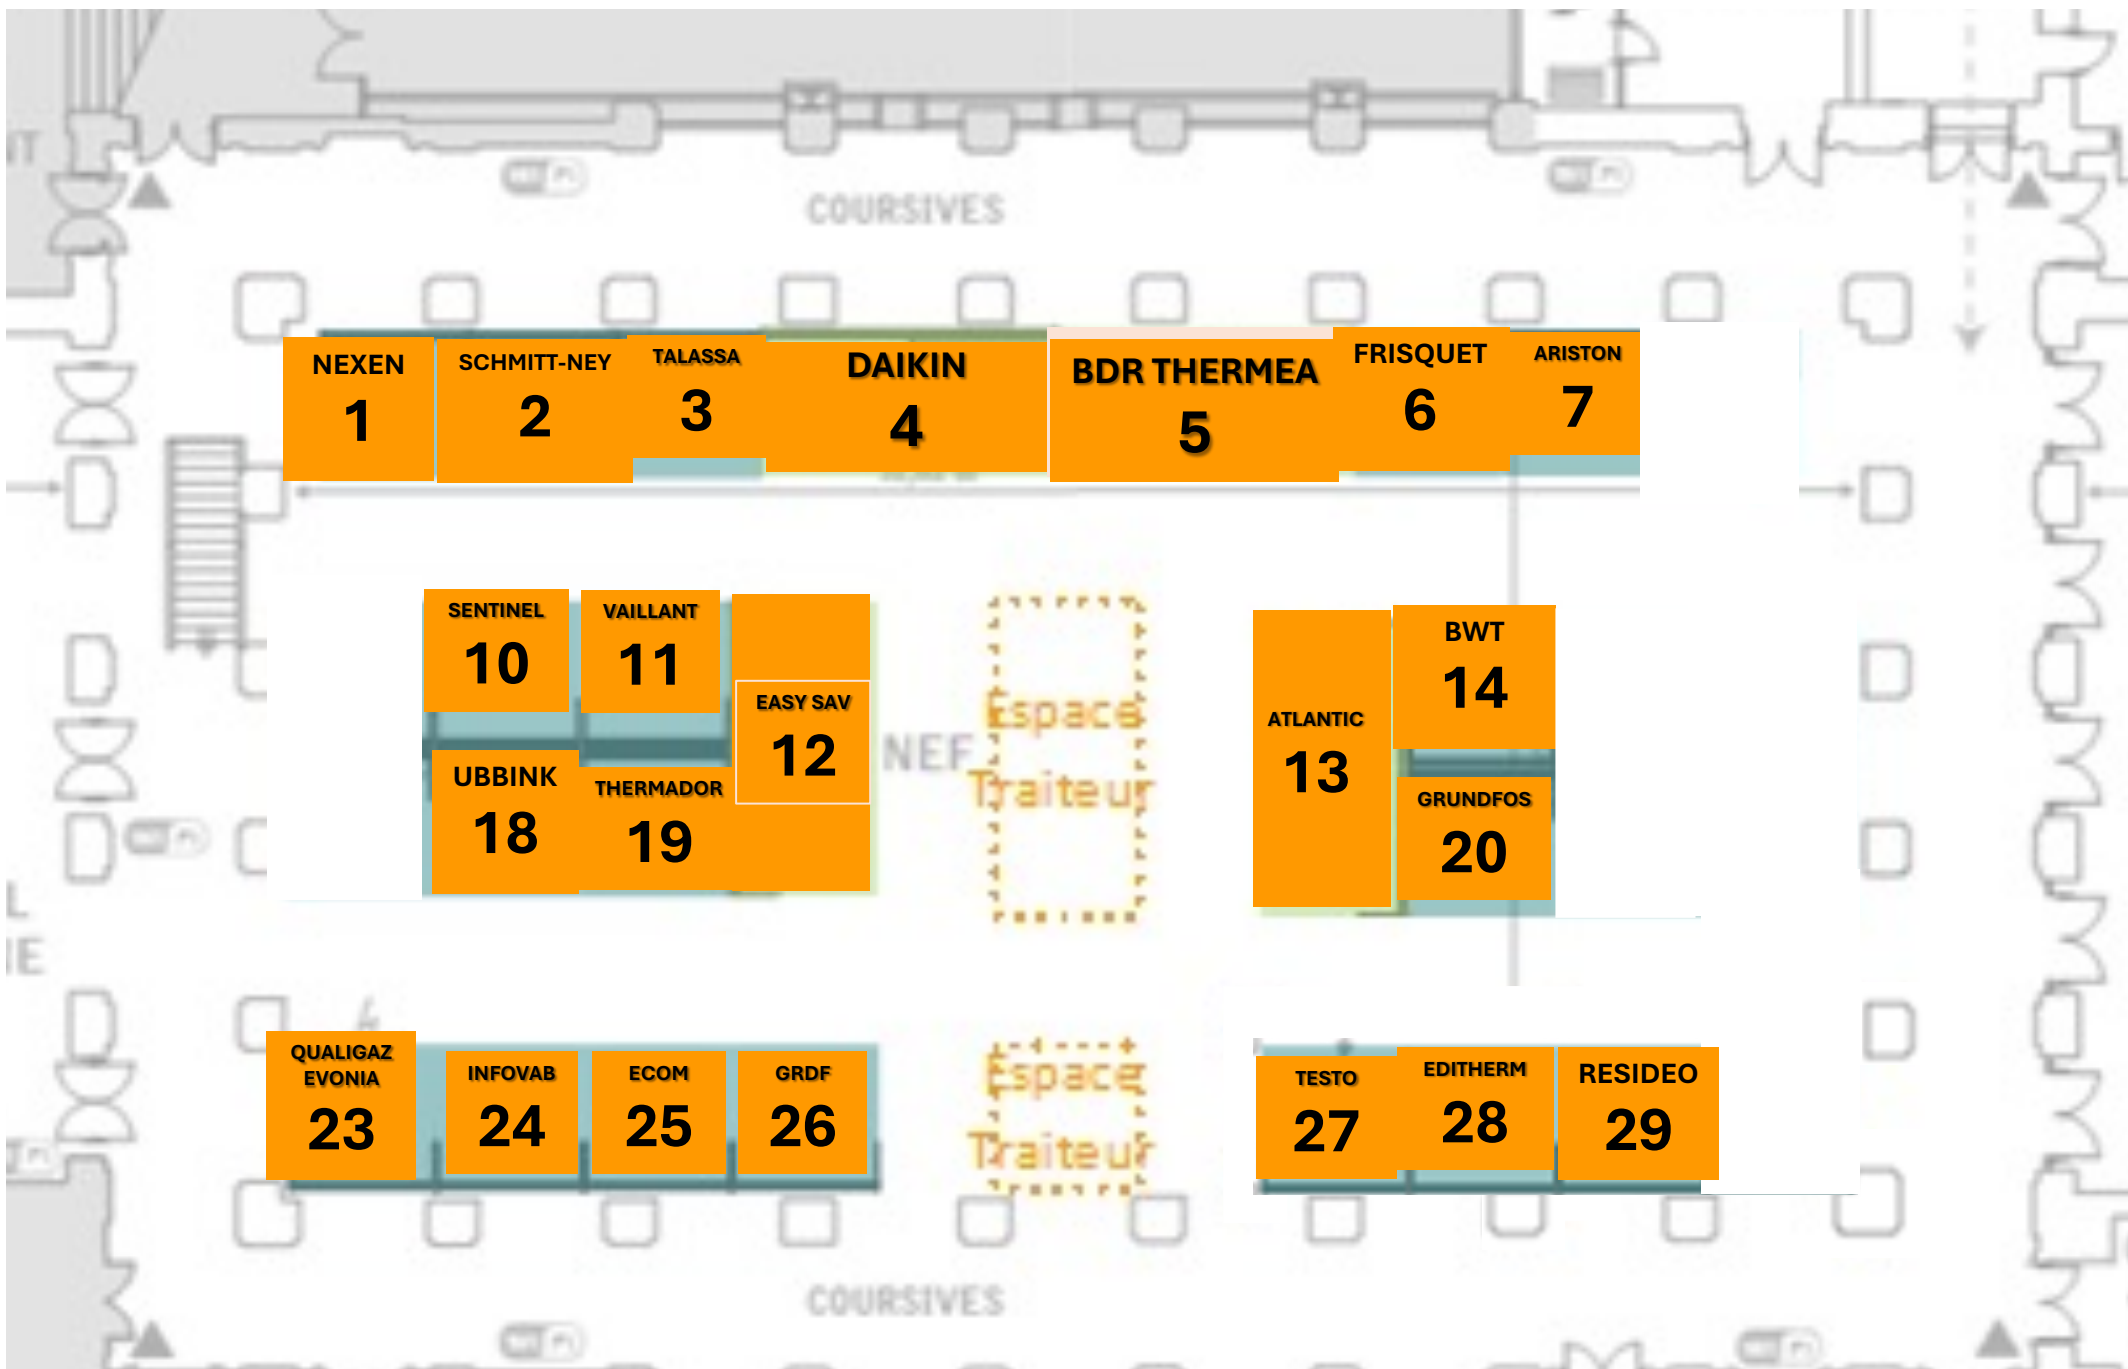 COURSIVES
NEXEN
1
SCHMITT-NEY
2
TALASSA
3
DAIKIN
4
BDR THERMEA
5
FRISQUET
6
ARISTON
7
SENTINEL
10
VAILLANT
11
EASY SAV
12
UBBINK
18
THERMADOR
19
NEF
Espace
Traiteur
ATLANTIC
13
BWT
14
GRUNDFOS
20
QUALIGAZ
EVONIA
23
INFOVAB
24
ECOM
25
GRDF
26
Espace
Traiteur
TESTO
27
EDITHERM
28
RESIDEO
29
COURSIVES